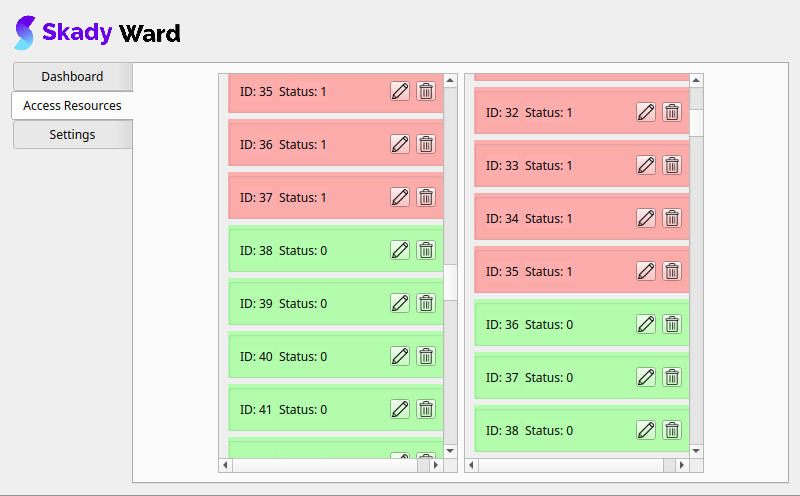 Skady Ward
Dashboard
Access Resources
Settings
ID: 35 Status: 1
ID: 36 Status: 1
ID: 37 Status: 1
ID: 38 Status: 0
ID: 39 Status: 0
ID: 40 Status: 0
ID: 41 Status: 0
ID: 32 Status: 1
ID: 33 Status: 1
ID: 34 Status: 1
ID: 35 Status: 1
ID: 36 Status: 0
ID: 37 Status: 0
ID: 38 Status: 0